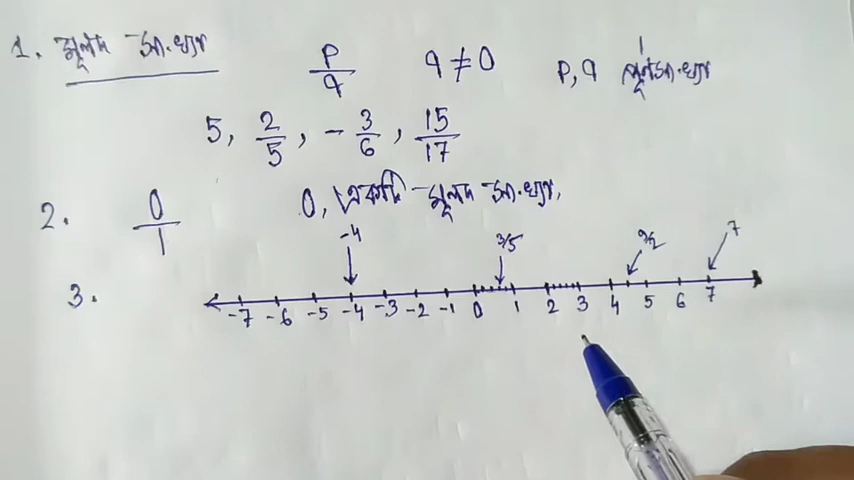 1. মূলদ সংখ্যা p/q q ≠ 0 p, q পূর্ণসংখ্যা
5, 2/5, - 3/6, 15/17
2. 0/1 0, একটি মূলদ সংখ্যা,
-4 3/5 9/2 7
3. -7 -6 -5 -4 -3 -2 -1 0 1 2 3 4 5 6 7